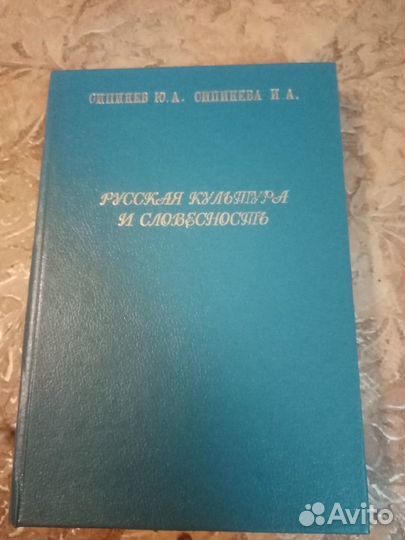 СИПИНЕВ Ю.А. СИПИНЕВА И А.
РУССКАЯ КУЛЬТУРА
И СЛОВЕСНОСТЬ
Avito